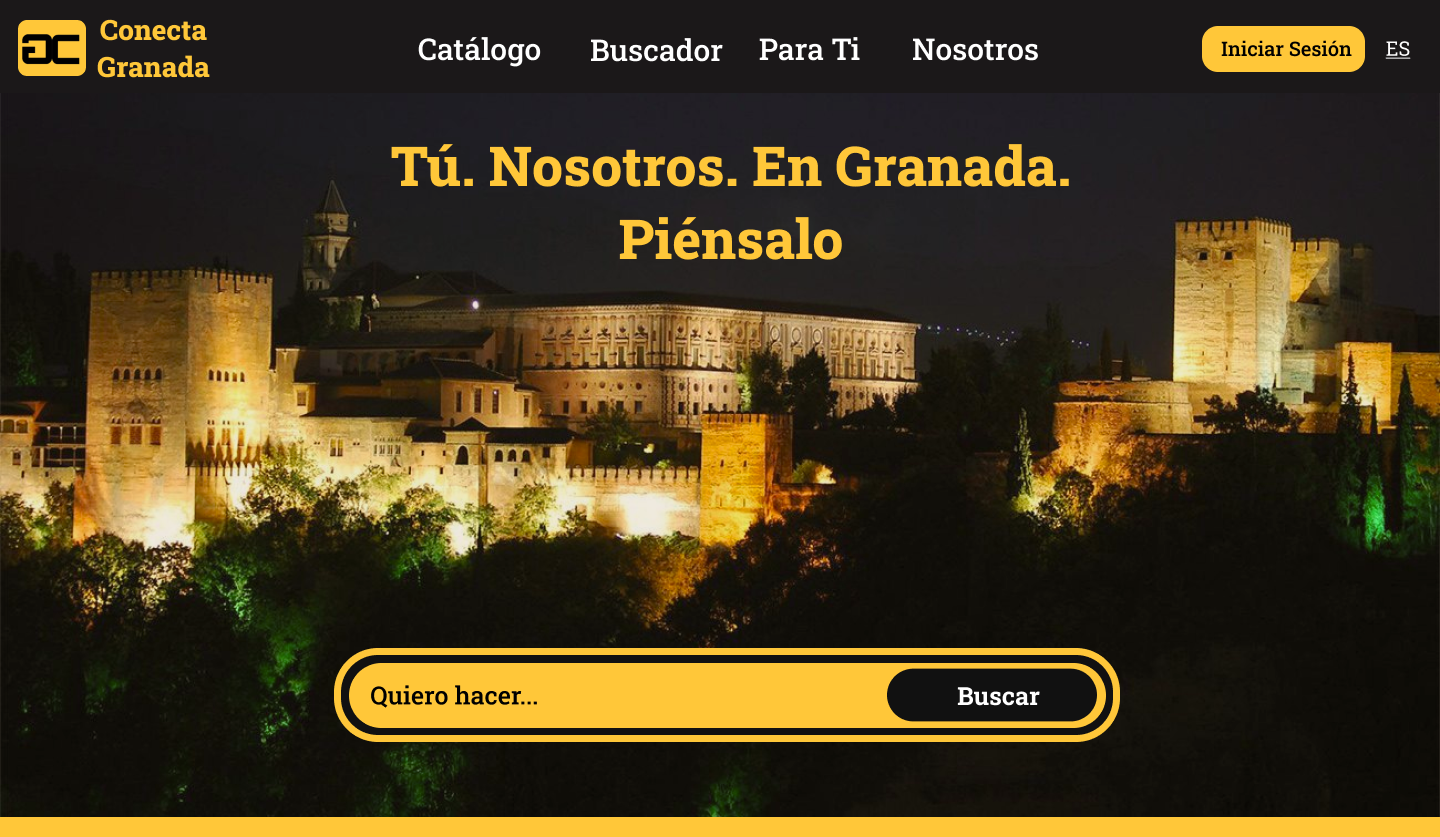 GC
Conecta
Granada
Catálogo
Buscador
Para Ti
Nosotros
Iniciar Sesión
ES
Tú. Nosotros. En Granada.
Piénsalo
Quiero hacer...
Buscar